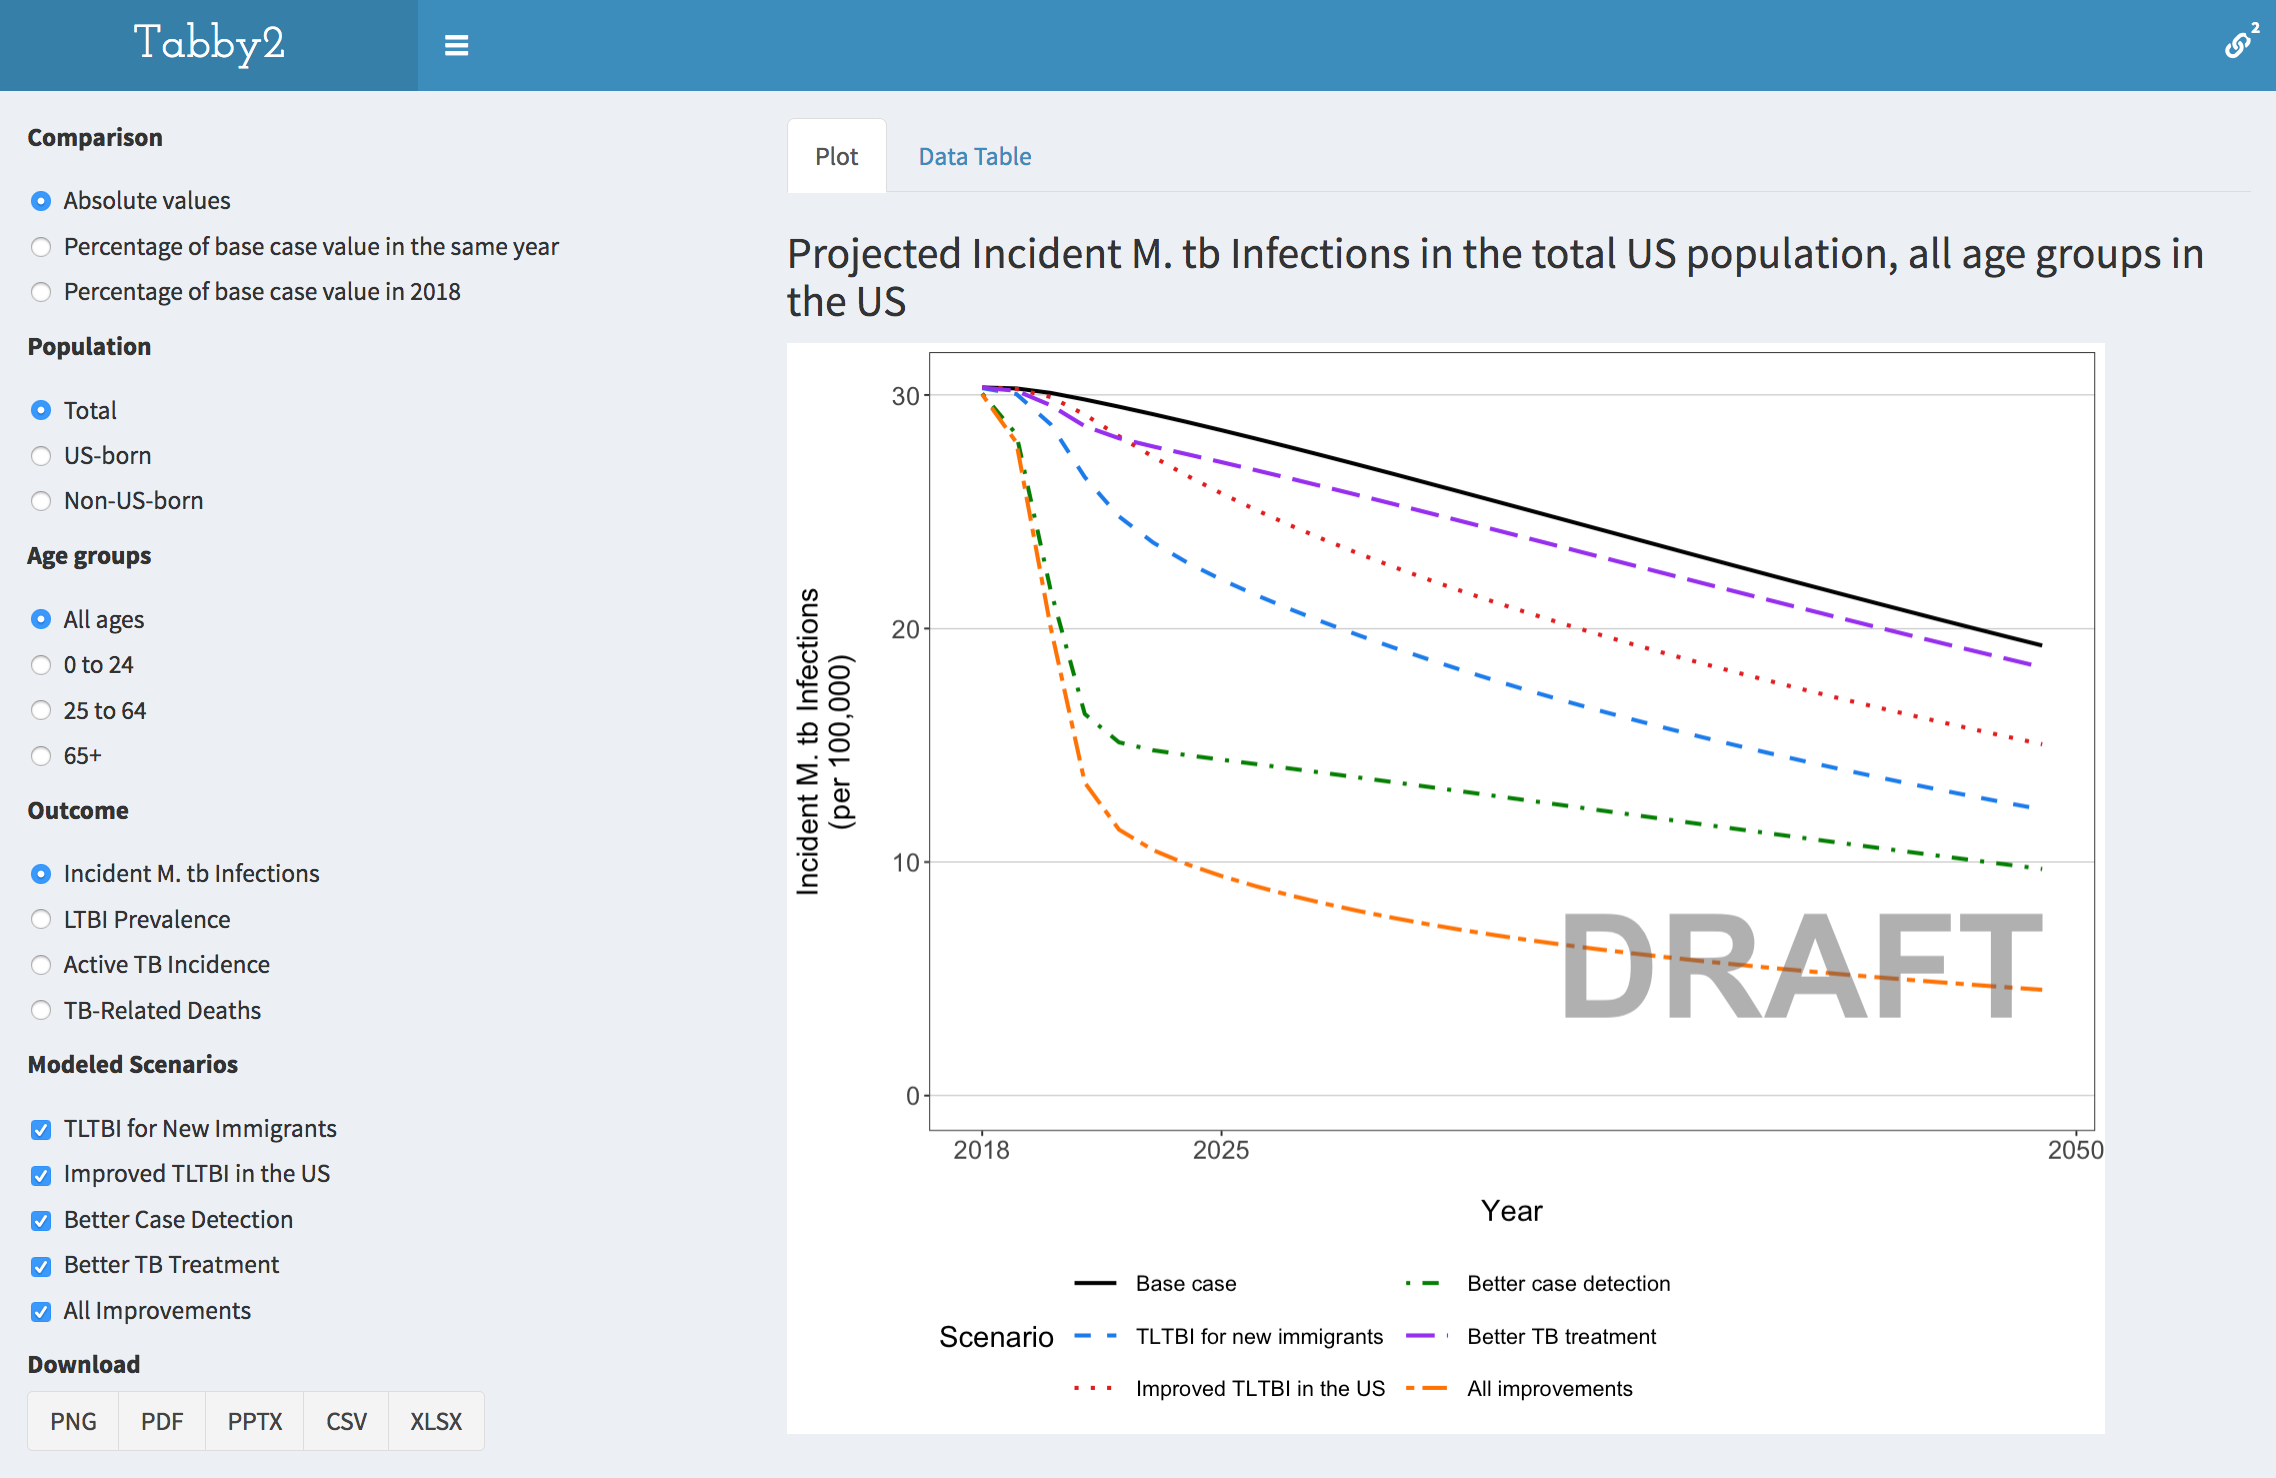 Tabby2
2
Comparison
Absolute values
Percentage of base case value in the same year
Percentage of base case value in 2018
Population
Total
US-born
Non-US-born
Age groups
All ages
0 to 24
25 to 64
65+
Outcome
Incident M. tb Infections
LTBI Prevalence
Active TB Incidence
TB-Related Deaths
Modeled Scenarios
TLTBI for New Immigrants
Improved TLTBI in the US
Better Case Detection
Better TB Treatment
All Improvements
Download
PNG PDF PPTX CSV XLSX
Plot Data Table
Projected Incident M. tb Infections in the total US population, all age groups in
the US
Incident M. tb Infections
(per 100,000)
30
20
10
0
DRAFT
2018 2025 2050
Year
Scenario
Base case
TLTBI for new immigrants
Improved TLTBI in the US
Better case detection
Better TB treatment
All improvements